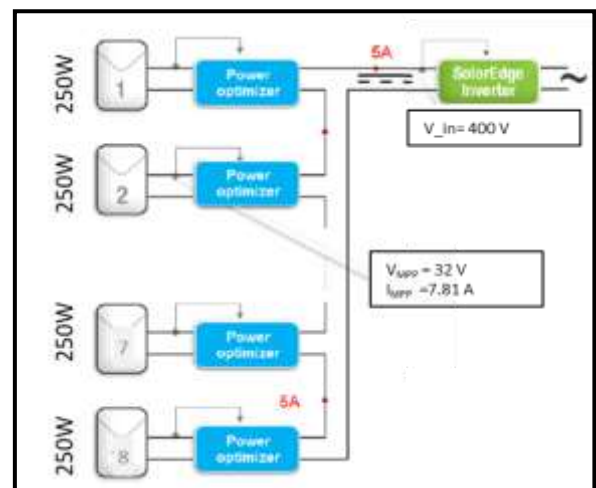 250W
1
Power
optimizer
5A
SolarEdge
Inverter
V_in= 400 V
250W
2
Power
optimizer
V_MPP = 32 V
I_MPP =7.81 A
250W
7
Power
optimizer
5A
250W
8
Power
optimizer